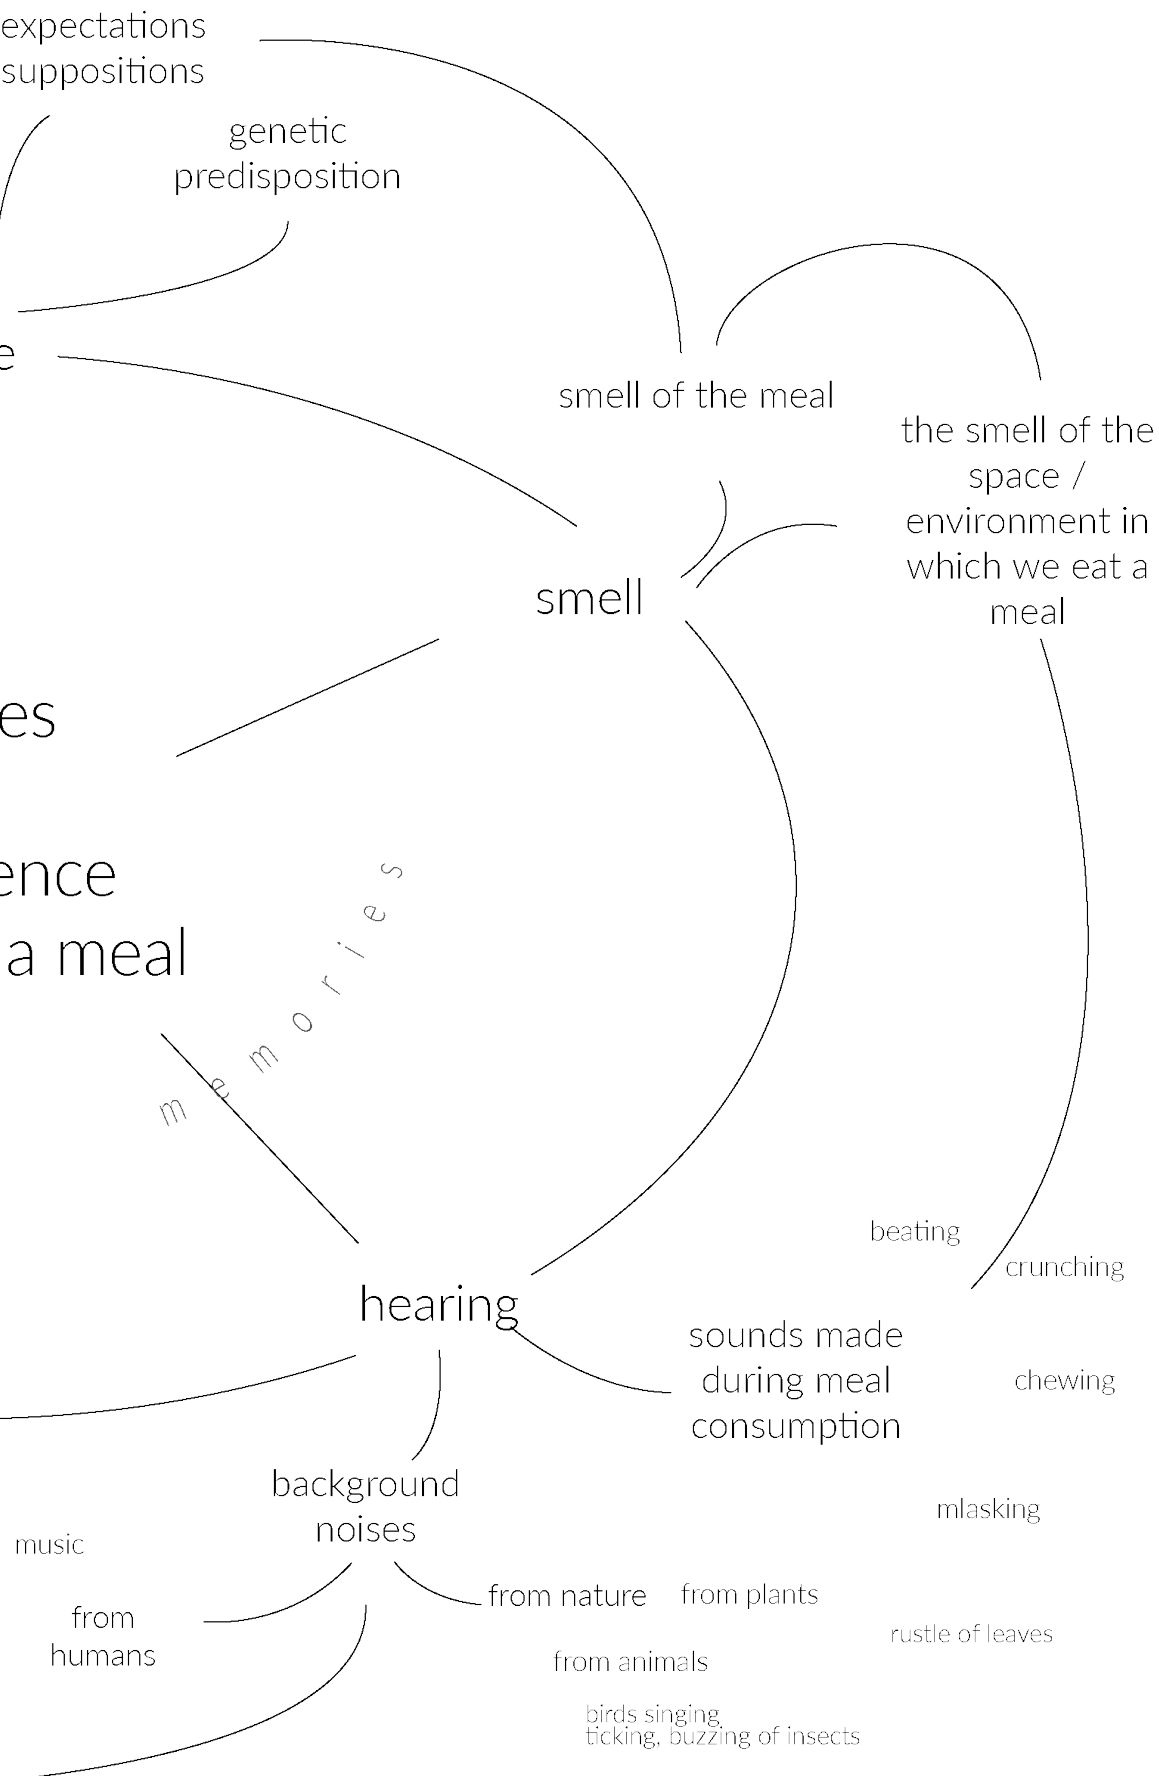 expectations
suppositions
genetic
predisposition
e
smell of the meal
the smell of the
space /
environment in
which we eat a
meal
smell
es
ence
a meal
memories
beating
crunching
hearing
sounds made
during meal
consumption
chewing
background
noises
mlasking
music
from nature
from plants
from
humans
rustle of leaves
from animals
birds singing
ticking, buzzing of insects